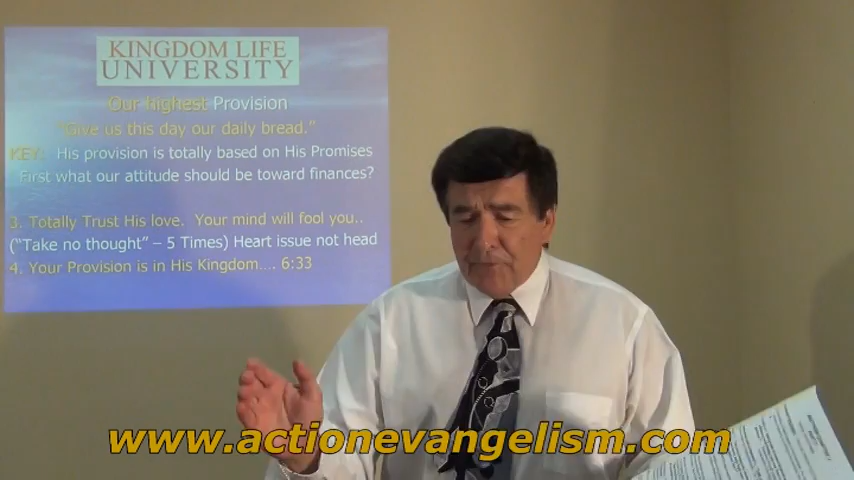 KINGDOM LIFE
UNIVERSITY
Our highest Provision
"Give us this day our daily bread."
KEY: His provision is totally based on His Promises
First what our attitude should be toward finances?
3. Totally Trust His love. Your mind will fool you..
("Take no thought" – 5 Times) Heart issue not head
4. Your Provision is in His Kingdom.... 6:33
www.actionevangelism.com